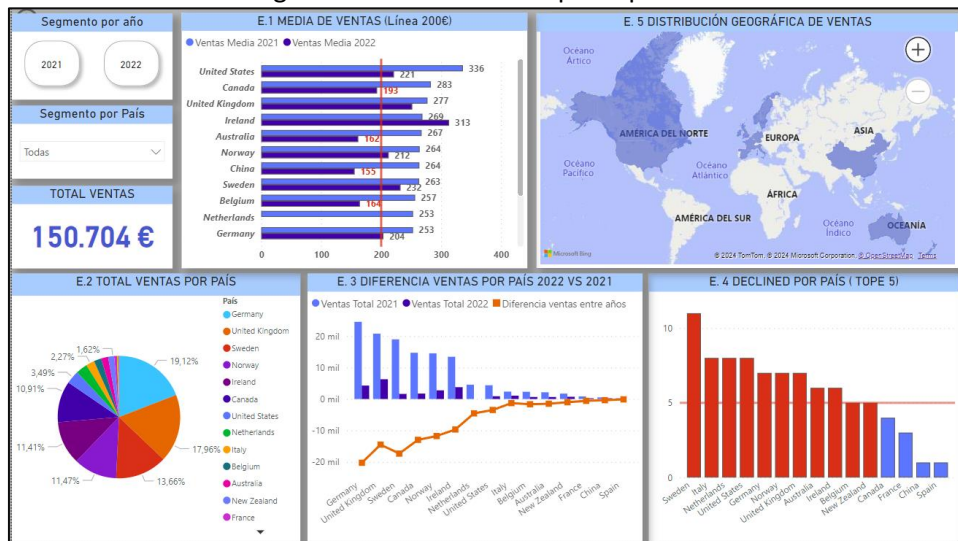 Segmento por año
2021
2022
Segmento por País
Todas
TOTAL VENTAS
150.704 €
E.1 MEDIA DE VENTAS (Línea 200€)
Ventas Media 2021 Ventas Media 2022
United States
336
221
Canada
283
193
United Kingdom
277
Ireland
269
313
Australia
267
162
Norway
264
212
China
264
155
Sweden
263
232
Belgium
257
164
Netherlands
253
Germany
253
204
0 100 200 300 400
E. 5 DISTRIBUCIÓN GEOGRÁFICA DE VENTAS
Océano
Ártico
AMÉRICA DEL NORTE
EUROPA
ASIA
Océano
Pacífico
Océano
Atlántico
ÁFRICA
AMÉRICA DEL SUR
Océano
Índico
OCEANÍA
Microsoft Bing
© 2024 TomTom, © 2024 Microsoft Corporation, © OpenStreetMap Terms
E.2 TOTAL VENTAS POR PAÍS
País
Germany
United Kingdom
Sweden
Norway
Ireland
Canada
United States
Netherlands
Italy
Belgium
Australia
New Zealand
France
19,12%
17,96%
13,66%
11,47%
11,41%
10,91%
3,49%
2,27%
1,62%
E. 3 DIFERENCIA VENTAS POR PAÍS 2022 VS 2021
Ventas Total 2021 Ventas Total 2022 Diferencia ventas entre años
20 mil
10 mil
0 mil
-10 mil
-20 mil
Germany
United Kingdom
Sweden
Canada
Norway
Ireland
Netherlands
United States
Italy
Belgium
Australia
New Zealand
France
China
Spain
E. 4 DECLINED POR PAÍS ( TOPE 5)
10
5
0
Sweden
Italy
Netherlands
United States
Germany
Norway
United Kingdom
Australia
Ireland
Belgium
New Zealand
Canada
France
China
Spain